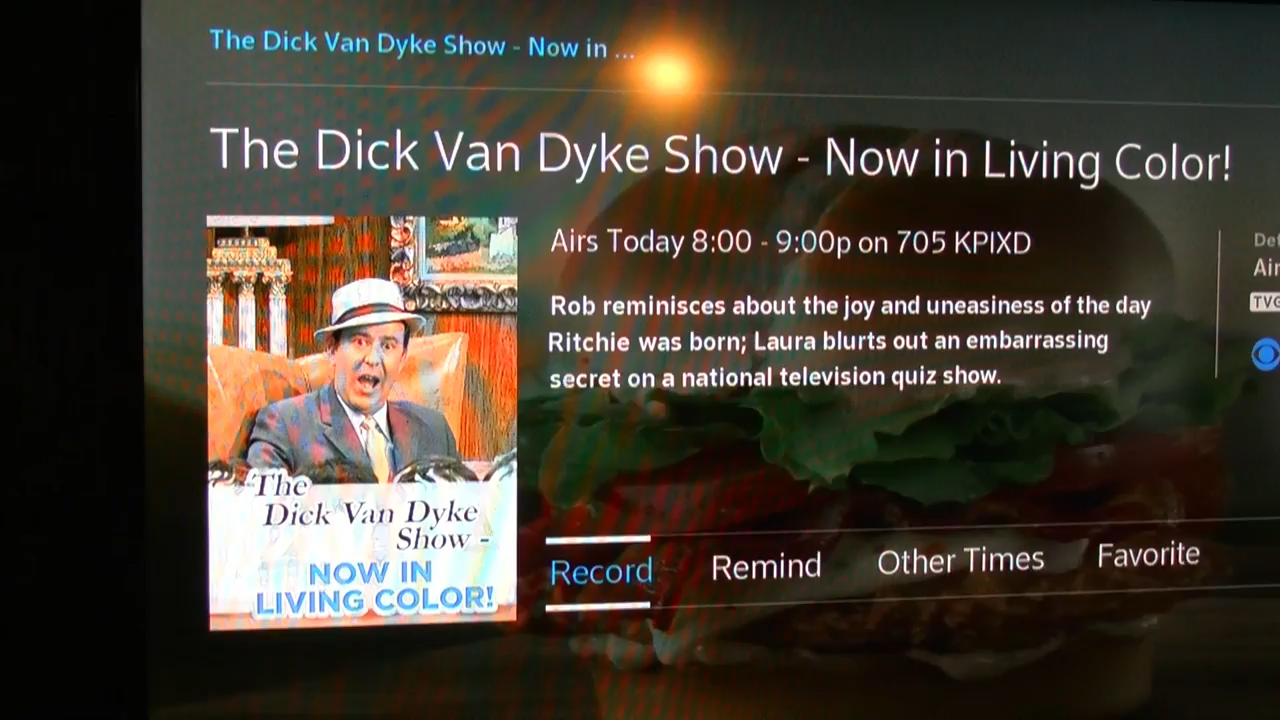 The Dick Van Dyke Show - Now in ...
The Dick Van Dyke Show - Now in Living Color!
Airs Today 8:00 - 9:00p on 705 KPIXD
Rob reminisces about the joy and uneasiness of the day
Ritchie was born; Laura blurts out an embarrassing
secret on a national television quiz show.
The
Dick Van Dyke
Show -
NOW IN
LIVING COLOR!
Record Remind Other Times Favorite